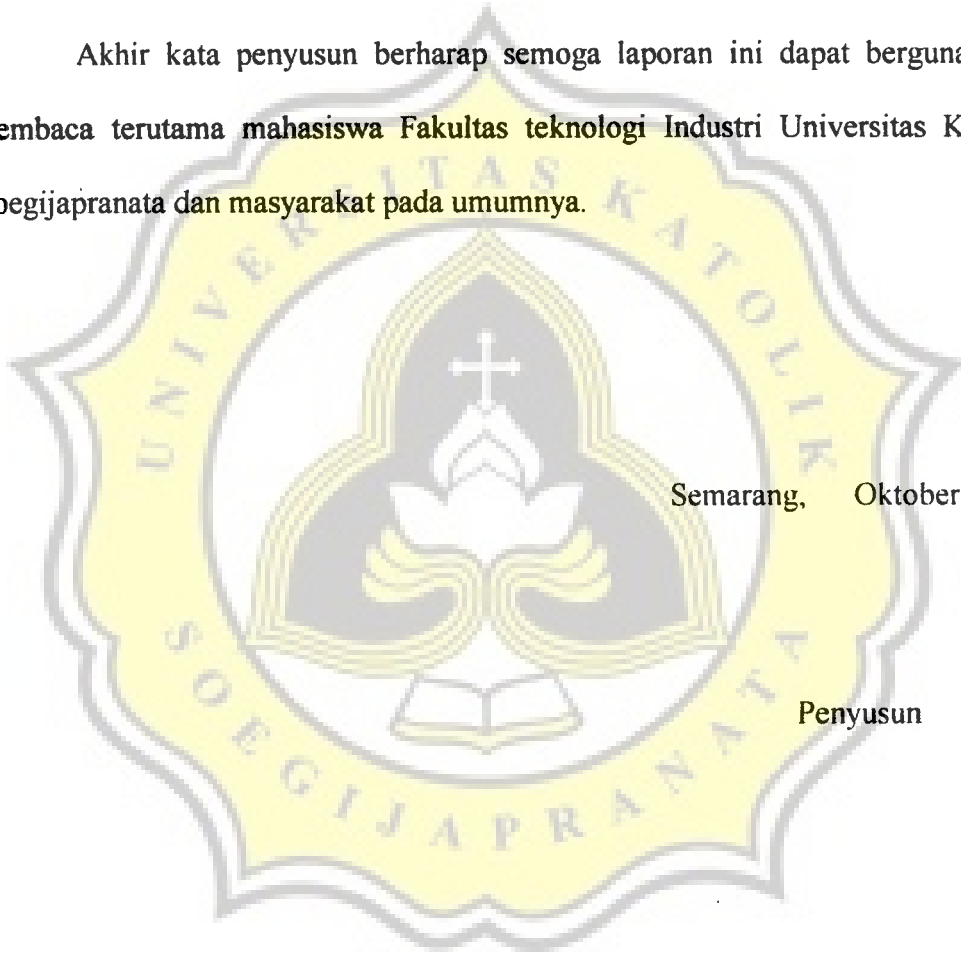 Akhir kata penyusun berharap semoga laporan ini dapat berguna
embaca terutama mahasiswa Fakultas teknologi Industri Universitas K
oegijapranata dan masyarakat pada umumnya.
UNIVERSITAS KATOLIK
Semarang, Oktober
Penyusun
SOEGIJAPRANATA